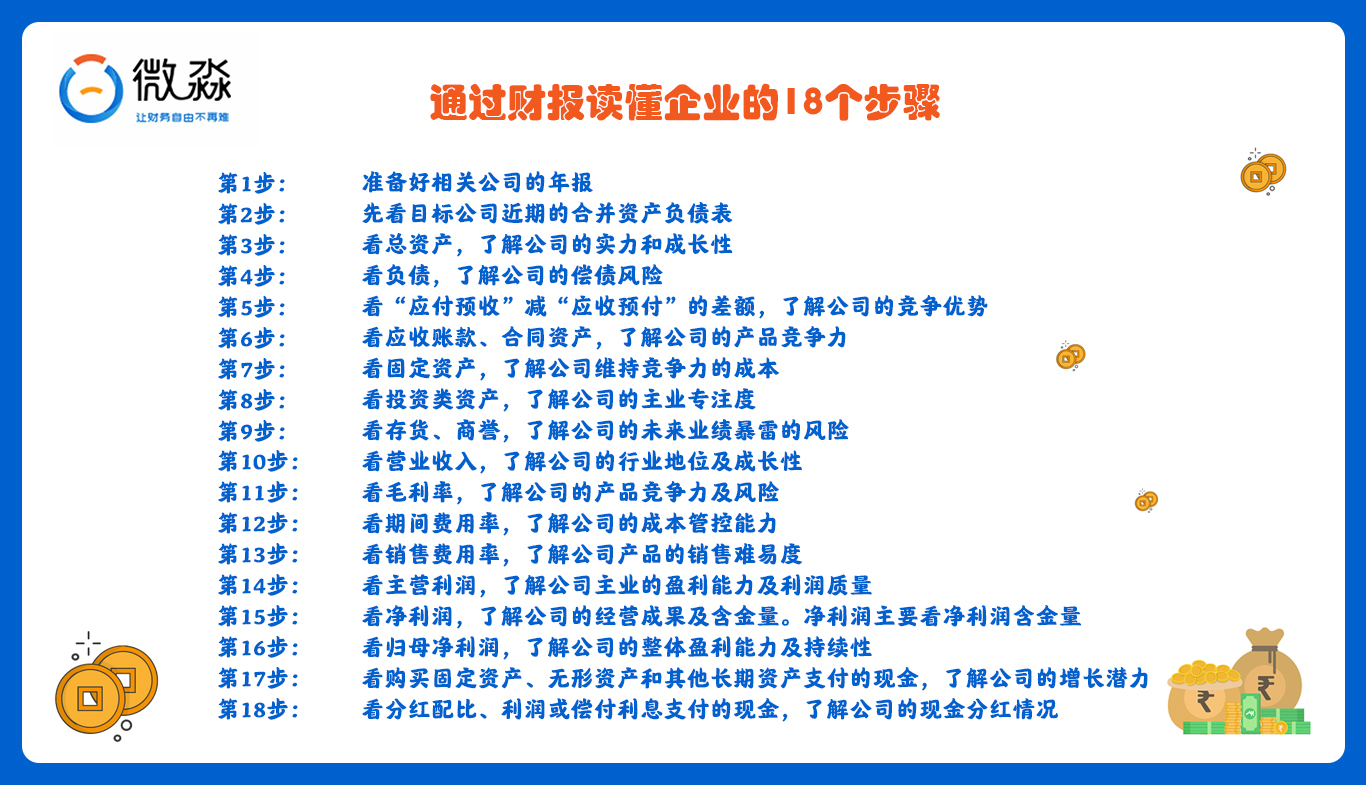 微淼
让财务自由不再难
通过财报读懂企业的18个步骤
第1步： 准备好相关公司的年报
第2步： 先看目标公司近期的合并资产负债表
第3步： 看总资产，了解公司的实力和成长性
第4步： 看负债，了解公司的偿债风险
第5步： 看“应付预收”减“应收预付”的差额，了解公司的竞争优势
第6步： 看应收账款、合同资产，了解公司的产品竞争力
第7步： 看固定资产，了解公司维持竞争力的成本
第8步： 看投资类资产，了解公司的主业专注度
第9步： 看存货、商誉，了解公司的未来业绩暴雷的风险
第10步： 看营业收入，了解公司的行业地位及成长性
第11步： 看毛利率，了解公司的产品竞争力及风险
第12步： 看期间费用率，了解公司的成本管控能力
第13步： 看销售费用率，了解公司产品的销售难易度
第14步： 看主营利润，了解公司主业的盈利能力及利润质量
第15步： 看净利润，了解公司的经营成果及含金量。净利润主要看净利润含金量
第16步： 看归母净利润，了解公司的整体盈利能力及持续性
第17步： 看购买固定资产、无形资产和其他长期资产支付的现金，了解公司的增长潜力
第18步： 看分红配比、利润或偿付利息支付的现金，了解公司的现金分红情况
₹
₹